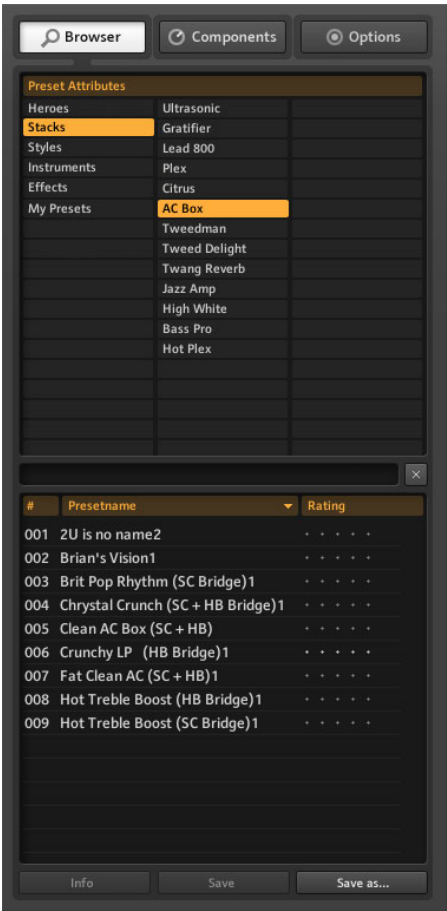 Browser Components Options
Preset Attributes
Heroes Ultrasonic
Stacks Gratifier
Styles Lead 800
Instruments Plex
Effects Citrus
My Presets AC Box
Tweedman
Tweed Delight
Twang Reverb
Jazz Amp
High White
Bass Pro
Hot Plex
# Presetname Rating
001 2U is no name2
002 Brian's Vision1
003 Brit Pop Rhythm (SC Bridge)1
004 Chrystal Crunch (SC + HB Bridge)1
005 Clean AC Box (SC + HB)
006 Crunchy LP (HB Bridge)1
007 Fat Clean AC (SC + HB)1
008 Hot Treble Boost (HB Bridge)1
009 Hot Treble Boost (SC Bridge)1
Info Save Save as...